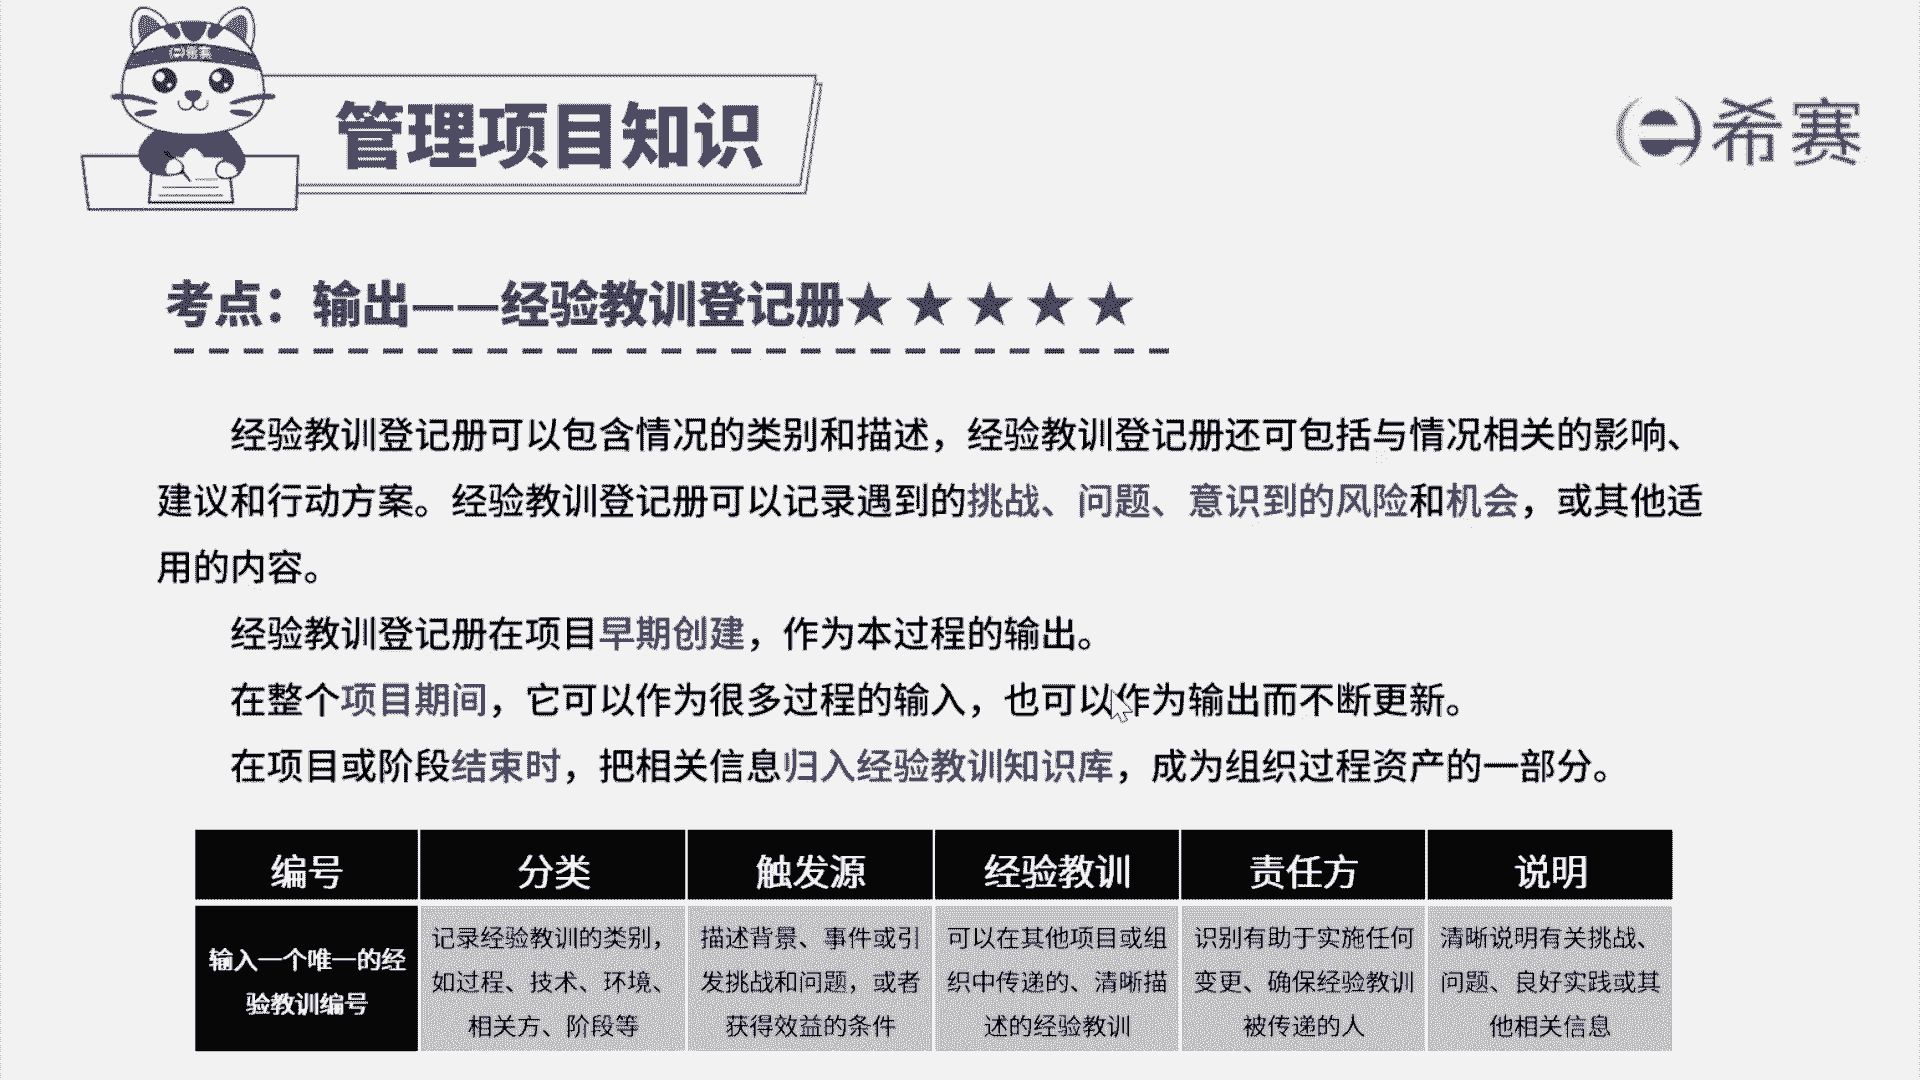 希赛
管理项目知识
希赛
考点：输出——经验教训登记册★★★★★
经验教训登记册可以包含情况的类别和描述，经验教训登记册还可包括与情况相关的影响、
建议和行动方案。经验教训登记册可以记录遇到的挑战、问题、意识到的风险和机会，或其他适
用的内容。
经验教训登记册在项目早期创建，作为本过程的输出。
在整个项目期间，它可以作为很多过程的输入，也可以作为输出而不断更新。
在项目或阶段结束时，把相关信息归入经验教训知识库，成为组织过程资产的一部分。
编号 分类 触发源 经验教训 责任方 说明
输入一个唯一的经
验教训编号
记录经验教训的类别，
如过程、技术、环境、
相关方、阶段等
描述背景、事件或引
发挑战和问题，或者
获得效益的条件
可以在其他项目或组
织中传递的、清晰描
述的经验教训
识别有助于实施任何
变更、确保经验教训
被传递的人
清晰说明有关挑战、
问题、良好实践或其
他相关信息